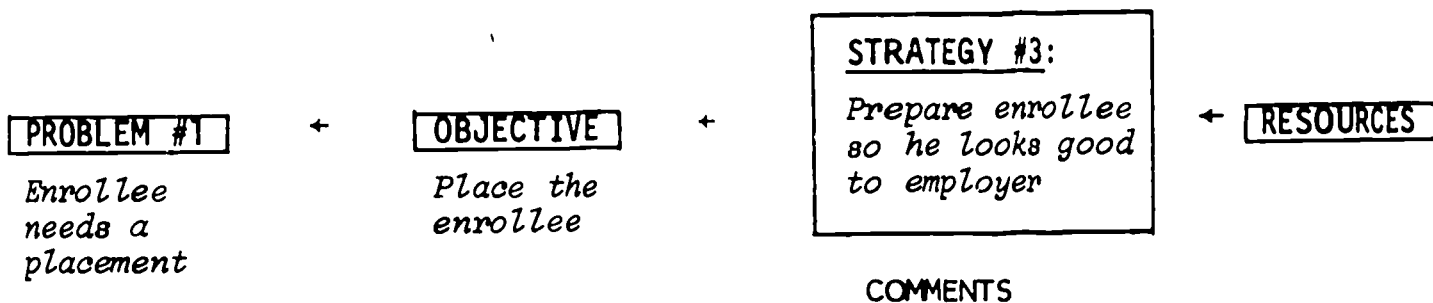 PROBLEM #1
Enrollee
needs a
placement
←
OBJECTIVE
Place the
enrollee
←
STRATEGY #3:
Prepare enrollee
so he looks good
to employer
←
RESOURCES
COMMENTS